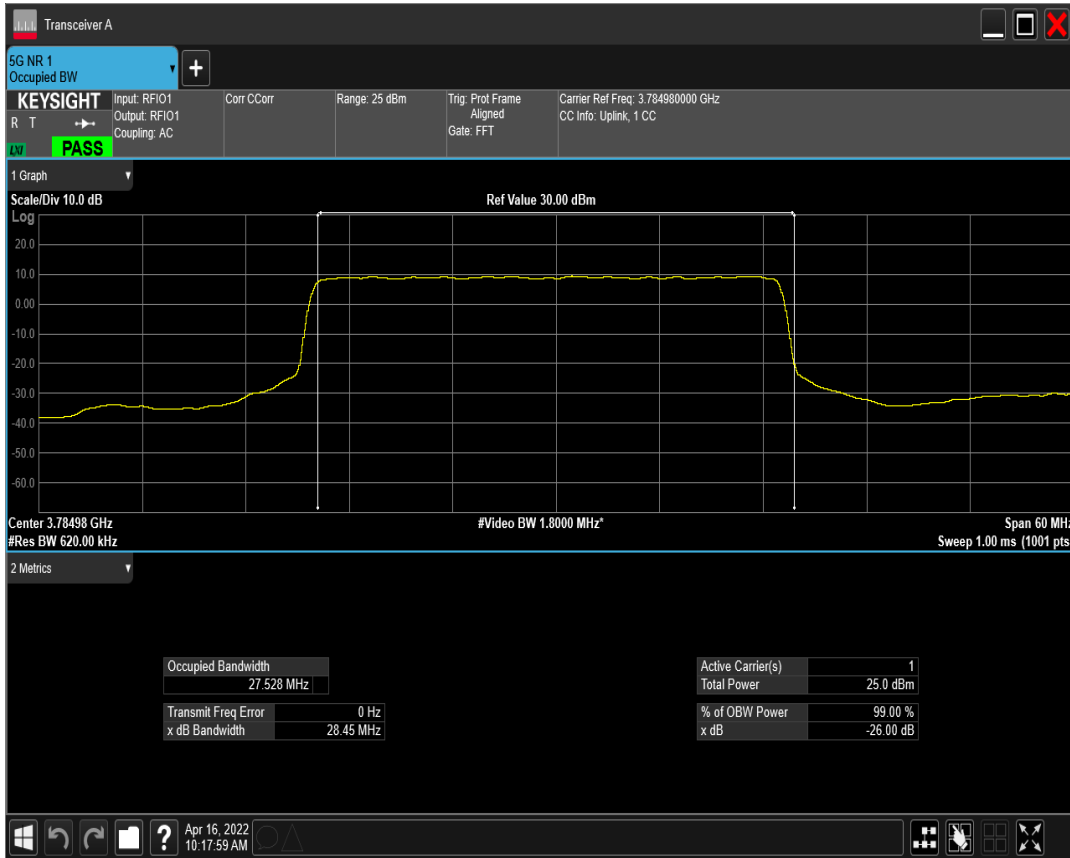 Transceiver A
5G NR 1
Occupied BW
+
KEYSIGHT
R T
LXI
PASS
Input: RFIO1
Output: RFIO1
Coupling: AC
Corr CCorr
Range: 25 dBm
Trig: Prot Frame
Aligned
Gate: FFT
Carrier Ref Freq: 3.784980000 GHz
CC Info: Uplink, 1 CC
1 Graph
Scale/Div 10.0 dB
Ref Value 30.00 dBm
Log
20.0
10.0
0.00
-10.0
-20.0
-30.0
-40.0
-50.0
-60.0
Center 3.78498 GHz
#Video BW 1.8000 MHz*
Span 60 MHz
#Res BW 620.00 kHz
Sweep 1.00 ms (1001 pts
2 Metrics
Occupied Bandwidth
27.528 MHz
Transmit Freq Error 0 Hz
x dB Bandwidth 28.45 MHz
Active Carrier(s) 1
Total Power 25.0 dBm
% of OBW Power 99.00 %
x dB -26.00 dB
?
Apr 16, 2022
10:17:59 AM